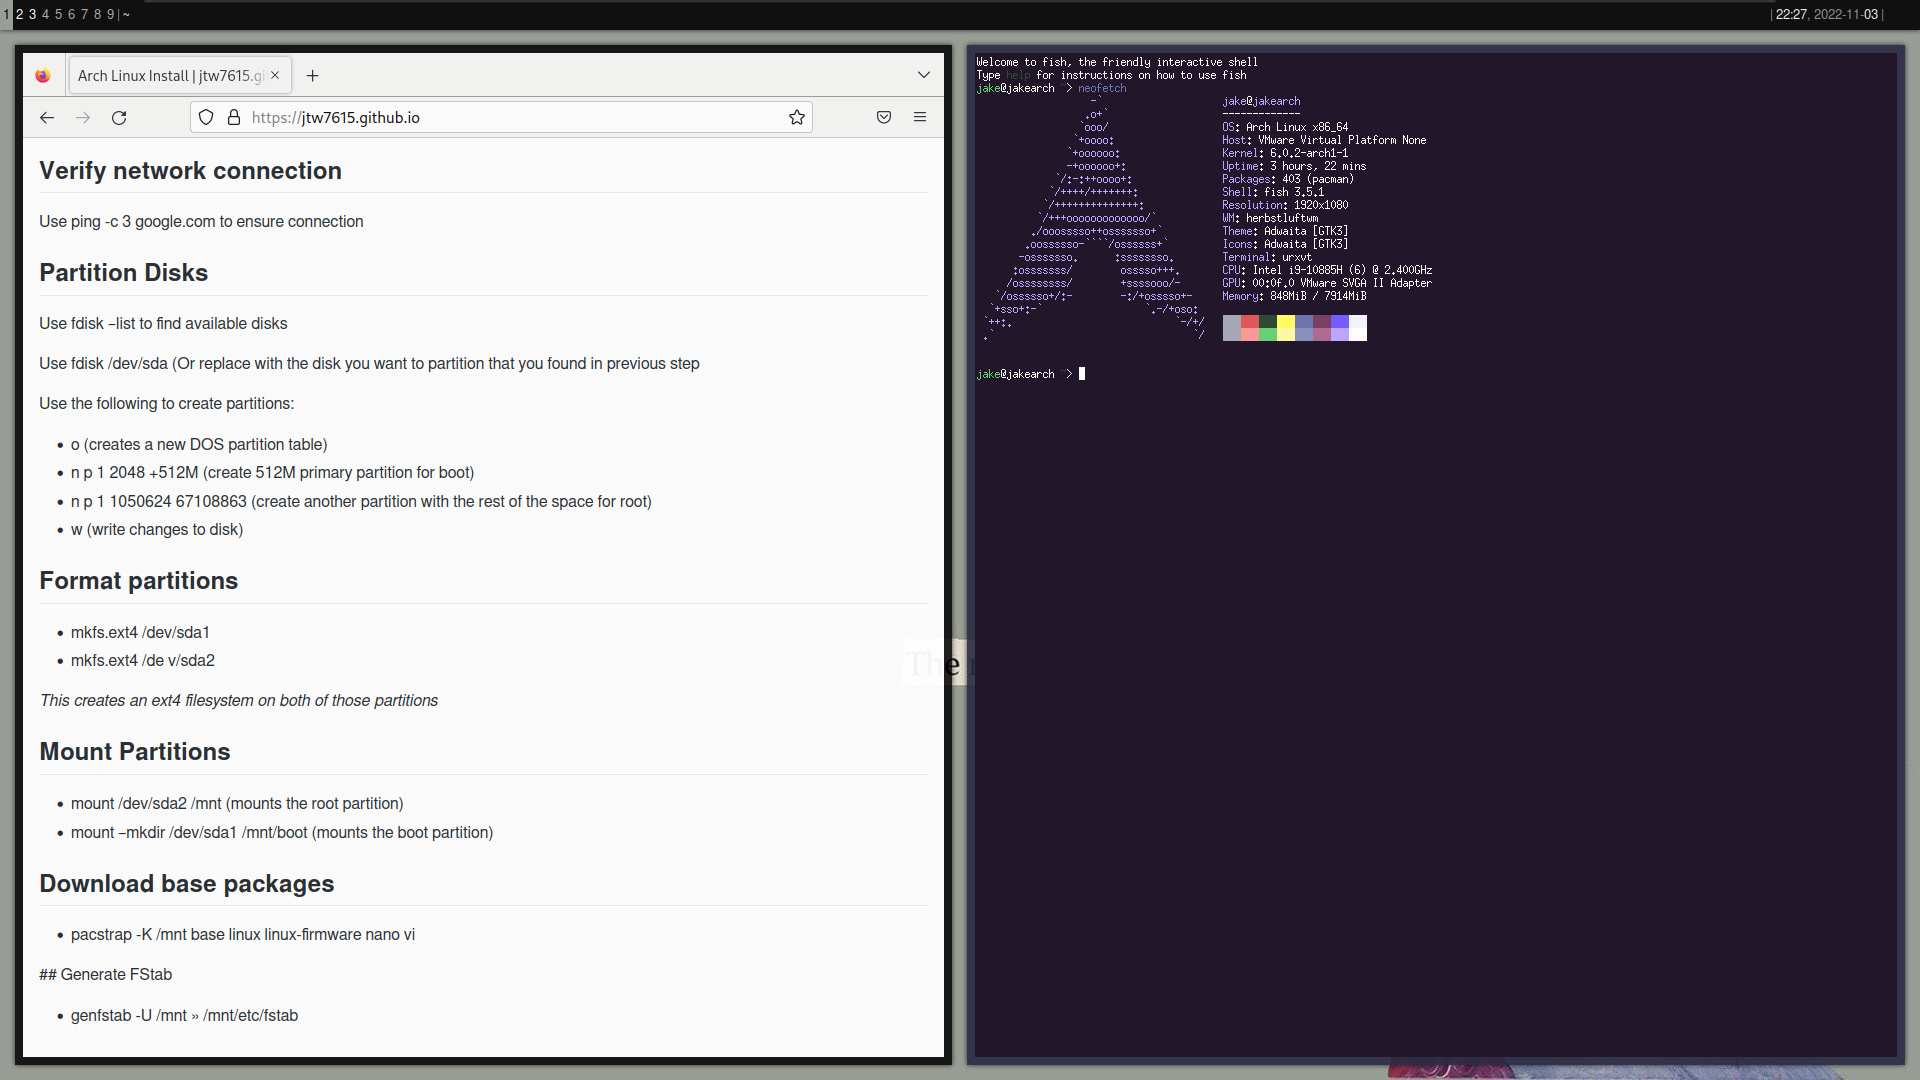 1 2 3 4 5 6 7 8 9 | ~
| 22:27, 2022-11-03 |
Arch Linux Install | jtw7615.gi
https://jtw7615.github.io
Verify network connection
Use ping -c 3 google.com to ensure connection
Partition Disks
Use fdisk –list to find available disks
Use fdisk /dev/sda (Or replace with the disk you want to partition that you found in previous step
Use the following to create partitions:
• o (creates a new DOS partition table)
• n p 1 2048 +512M (create 512M primary partition for boot)
• n p 1 1050624 67108863 (create another partition with the rest of the space for root)
• w (write changes to disk)
Format partitions
• mkfs.ext4 /dev/sda1
• mkfs.ext4 /de v/sda2
This creates an ext4 filesystem on both of those partitions
Mount Partitions
• mount /dev/sda2 /mnt (mounts the root partition)
• mount –mkdir /dev/sda1 /mnt/boot (mounts the boot partition)
Download base packages
• pacstrap -K /mnt base linux linux-firmware nano vi
## Generate FStab
• genfstab -U /mnt » /mnt/etc/fstab
The
Welcome to fish, the friendly interactive shell
Type help for instructions on how to use fish
jake@jakearch ~> neofetch
jake@jakearch
-------------
OS: Arch Linux x86_64
Host: VMware Virtual Platform None
Kernel: 6.0.2-arch1-1
Uptime: 3 hours, 22 mins
Packages: 403 (pacman)
Shell: fish 3.5.1
Resolution: 1920x1080
WM: herbstluftwm
Theme: Adwaita [GTK3]
Icons: Adwaita [GTK3]
Terminal: urxvt
CPU: Intel i9-10885H (6) @ 2.400GHz
GPU: 00:0f.0 VMware SVGA II Adapter
Memory: 848MiB / 7914MiB
jake@jakearch ~>